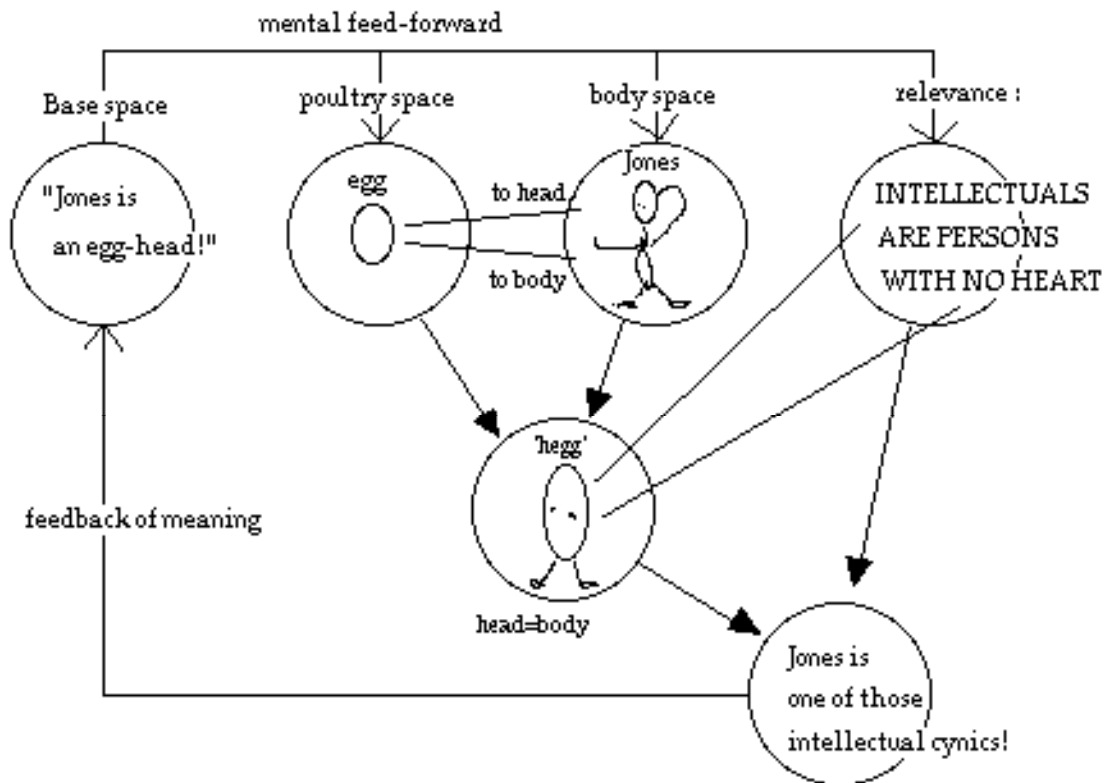 mental feed-forward
Base space
poultry space
body space
relevance :
"Jones is
an egg-head!"
egg
to head
to body
Jones
INTELLECTUALS
ARE PERSONS
WITH NO HEART
'hegg'
head=body
feedback of meaning
Jones is
one of those
intellectual cynics!